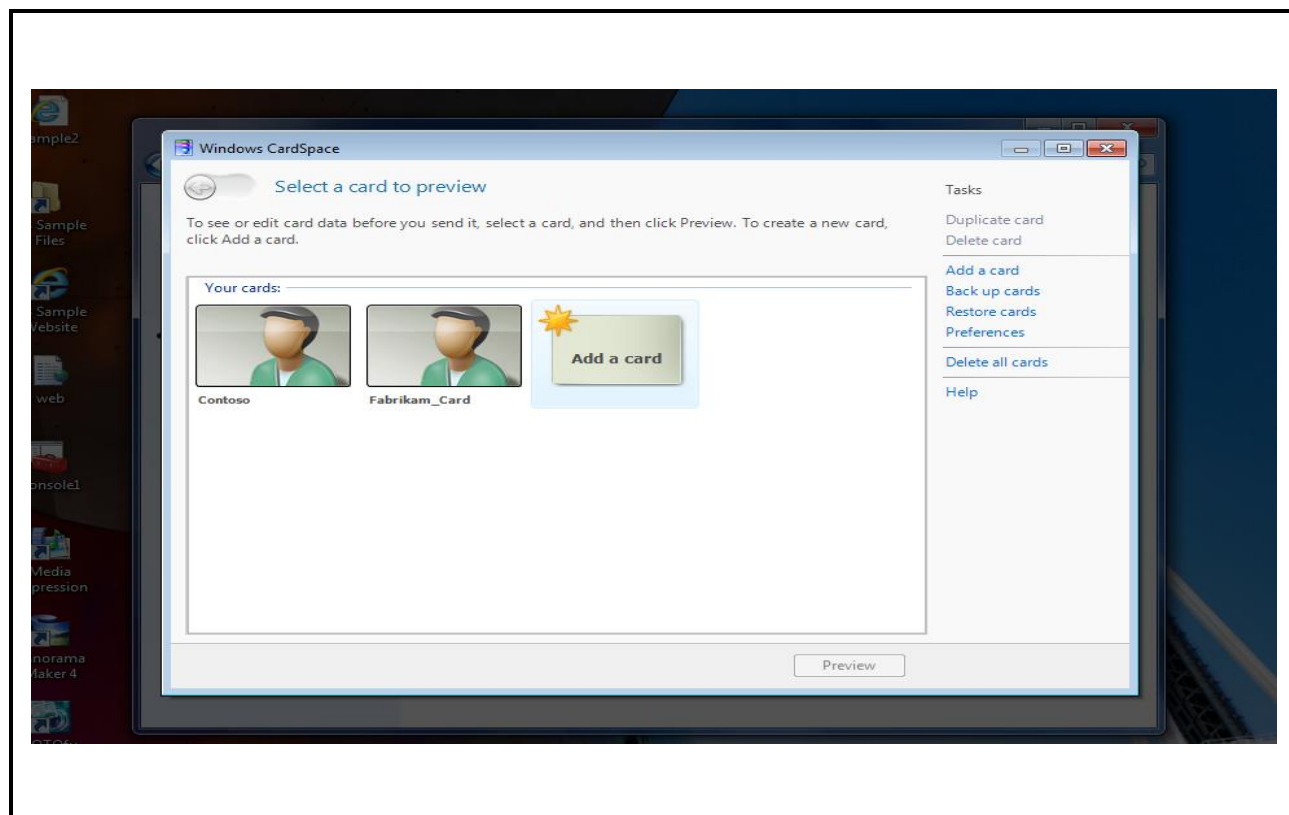 Windows CardSpace
Select a card to preview
To see or edit card data before you send it, select a card, and then click Preview. To create a new card,
click Add a card.
Your cards:
Add a card
Contoso
Fabrikam_Card
Preview
Tasks
Duplicate card
Delete card
Add a card
Back up cards
Restore cards
Preferences
Delete all cards
Help
ample2
Sample
Files
Sample
Website
web
onsole1
Media
pression
norama
Maker 4